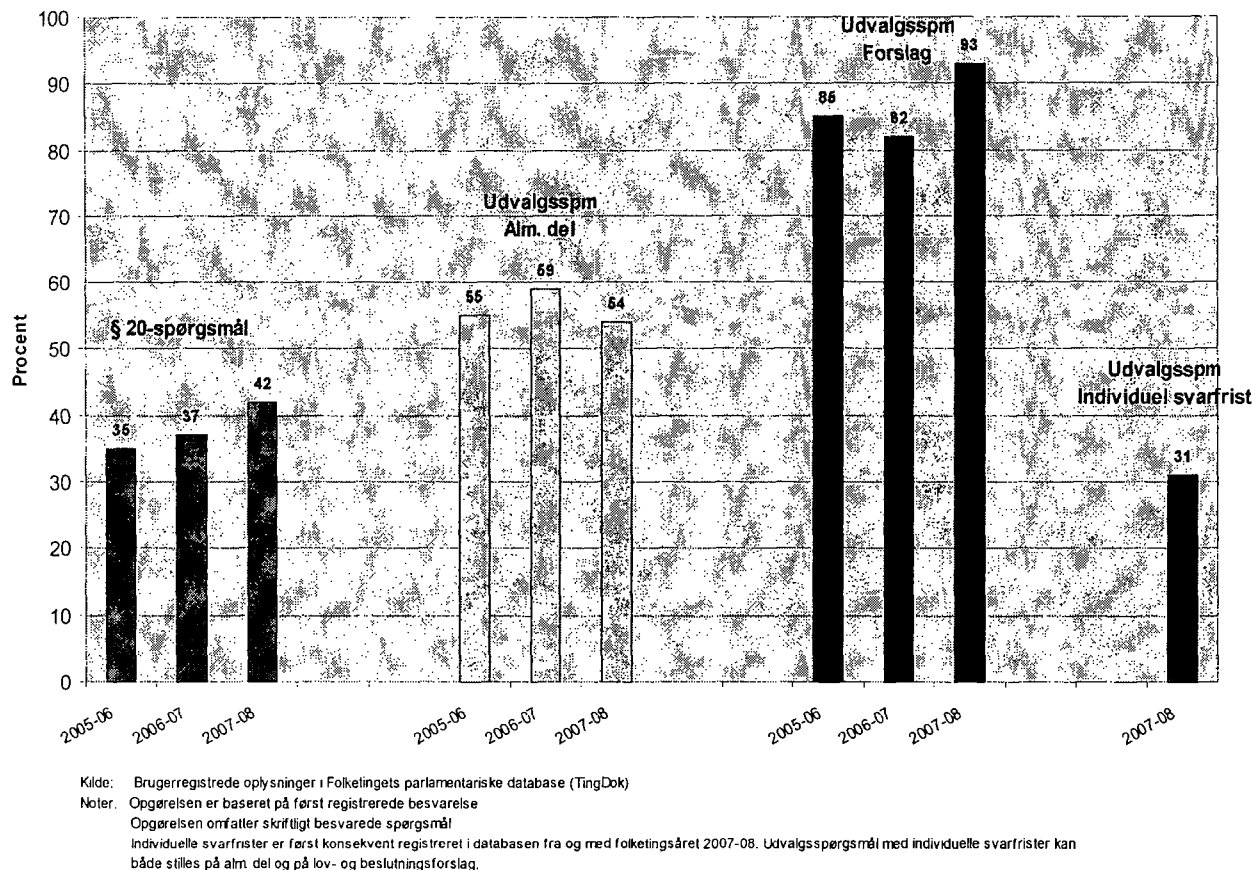 100
90
80
70
60
50
40
30
20
10
0
Procent
§ 20-spørgsmål
35
37
42
Udvalgsspm
Alm. del
55
59
54
Udvalgsspm
Forslag
85
82
93
Udvalgsspm
Individuel svarfrist
31
2005-06
2006-07
2007-08
2005-06
2006-07
2007-08
2005-06
2006-07
2007-08
2007-08
Kilde: Brugerregistrede oplysninger i Folketingets parlamentariske database (TingDok)
Noter. Opgørelsen er baseret på først registrerede besvarelse
Opgørelsen omfatler skriftligt besvarede spørgsmål
Individuelle svarfrister er først konsekvent registreret i databasen fra og med folketingsåret 2007-08. Udvalgsspørgsmål med individuelle svarfrister kan
både stilles på alm. del og på lov- og beslutningsforslag.